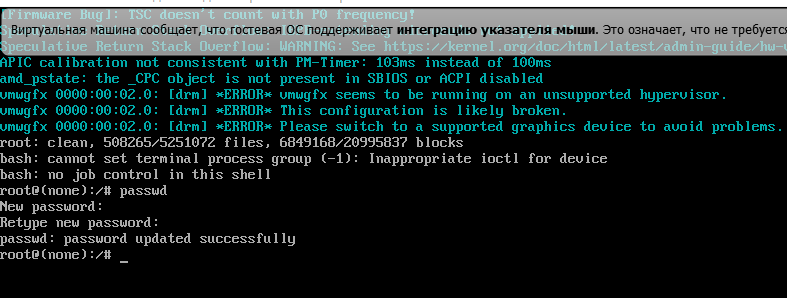 [Firmware Bug]: TSC doesn't count with P0 frequency!
Виртуальная машина сообщает, что гостевая ОС поддерживает интеграцию указателя мыши. Это означает, что не требуется
Speculative Return Stack Overflow: WARNING: See https://kernel.org/doc/html/latest/admin-guide/hw-v
APIC calibration not consistent with PM-Timer: 103ms instead of 100ms
amd_pstate: the _CPC object is not present in SBIOS or ACPI disabled
vmwgfx 0000:00:02.0: [drm] *ERROR* vmwgfx seems to be running on an unsupported hypervisor.
vmwgfx 0000:00:02.0: [drm] *ERROR* This configuration is likely broken.
vmwgfx 0000:00:02.0: [drm] *ERROR* Please switch to a supported graphics device to avoid problems.
root: clean, 508265/5251072 files, 6849168/20995837 blocks
bash: cannot set terminal process group (-1): Inappropriate ioctl for device
bash: no job control in this shell
root@(none):/# passwd
New password:
Retype new password:
passwd: password updated successfully
root@(none):/# _